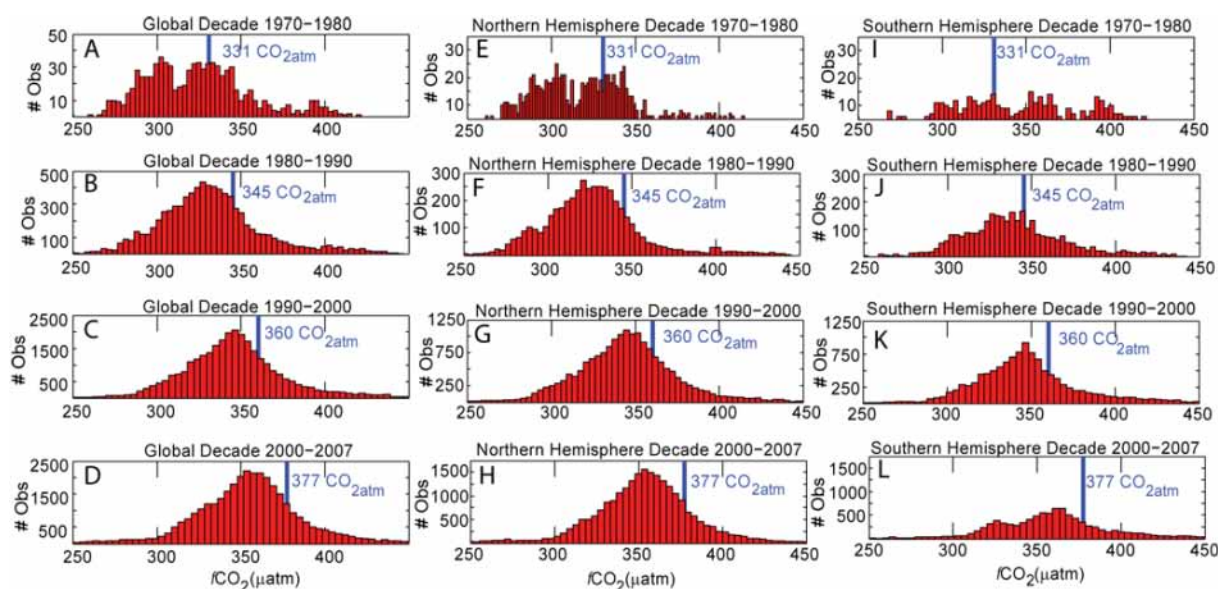 Global Decade 1970−1980
A
331 CO2atm
# Obs
50
30
10
250 300 350 400
Northern Hemisphere Decade 1970−1980
E
331 CO2atm
# Obs
30
20
10
250 300 350 400 450
Southern Hemisphere Decade 1970−1980
I
331 CO2atm
# Obs
30
20
10
250 300 350 400 450
Global Decade 1980−1990
B
345 CO2atm
# Obs
500
300
100
250 300 350 400
Northern Hemisphere Decade 1980−1990
F
345 CO2atm
# Obs
300
200
100
250 300 350 400 450
Southern Hemisphere Decade 1980−1990
J
345 CO2atm
# Obs
300
200
100
250 300 350 400 450
Global Decade 1990−2000
C
360 CO2atm
# Obs
2500
1500
500
250 300 350 400
Northern Hemisphere Decade 1990−2000
G
360 CO2atm
# Obs
1250
750
250
250 300 350 400 450
Southern Hemisphere Decade 1990−2000
K
360 CO2atm
# Obs
1250
750
250
250 300 350 400 450
Global Decade 2000−2007
D
377 CO2atm
# Obs
2500
1500
500
250 300 350 400
fCO2(µatm)
Northern Hemisphere Decade 2000−2007
H
377 CO2atm
# Obs
1500
1000
500
250 300 350 400 450
fCO2(µatm)
Southern Hemisphere Decade 2000−2007
L
377 CO2atm
# Obs
1500
1000
500
250 300 350 400 450
fCO2(µatm)